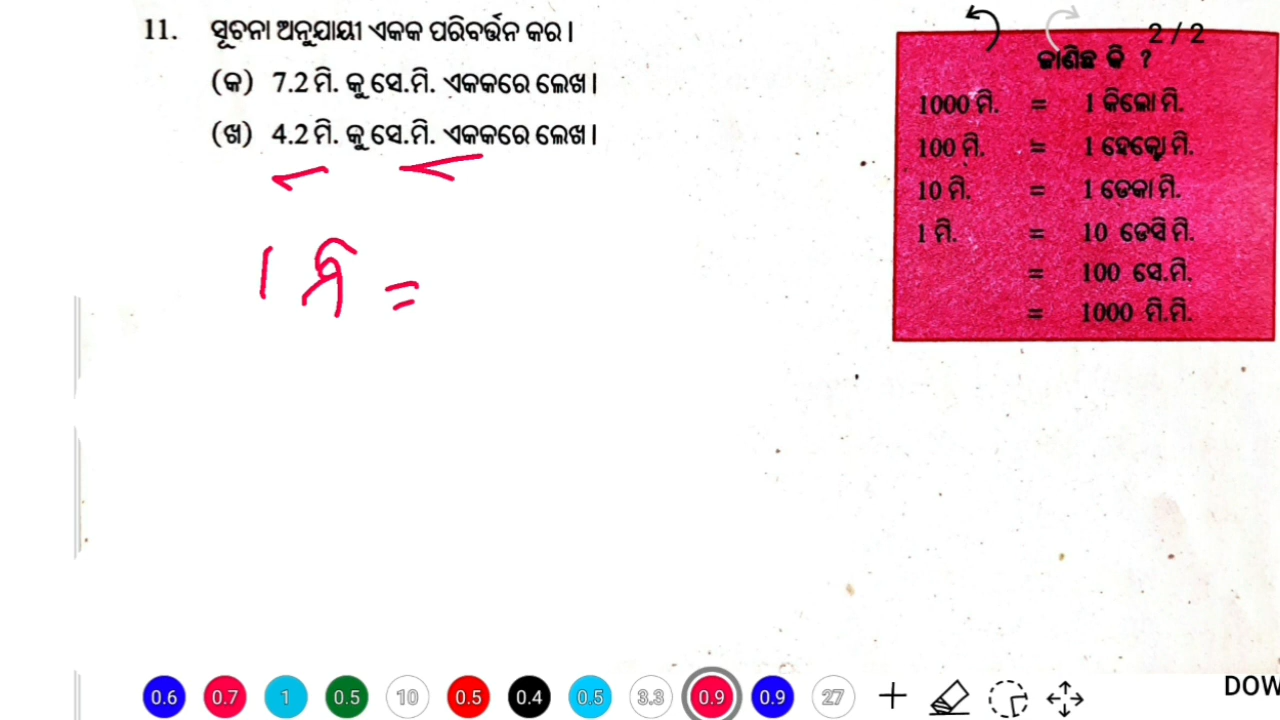 11. ସୂଚନା ଅନୁଯାୟୀ ଏକକ ପରିବର୍ତ୍ତନ କର ।
(କ) 7.2 ମି. କୁ ସେ.ମି. ଏକକରେ ଲେଖ ।
(ଖ) 4.2 ମି. କୁ ସେ.ମି. ଏକକରେ ଲେଖ ।
1 ମି =
2 / 2
ଜାଣିଛ କି ?
1000 ମି. = 1 କିଲୋ ମି.
100 ମି. = 1 ହେକ୍ଟୋ ମି.
10 ମି. = 1 ଡେକା ମି.
1 ମି. = 10 ଡେସି ମି.
= 100 ସେ.ମି.
= 1000 ମି.ମି.
0.6 0.7 1 0.5 10 0.5 0.4 0.5 3.3 0.9 0.9 27
DOW